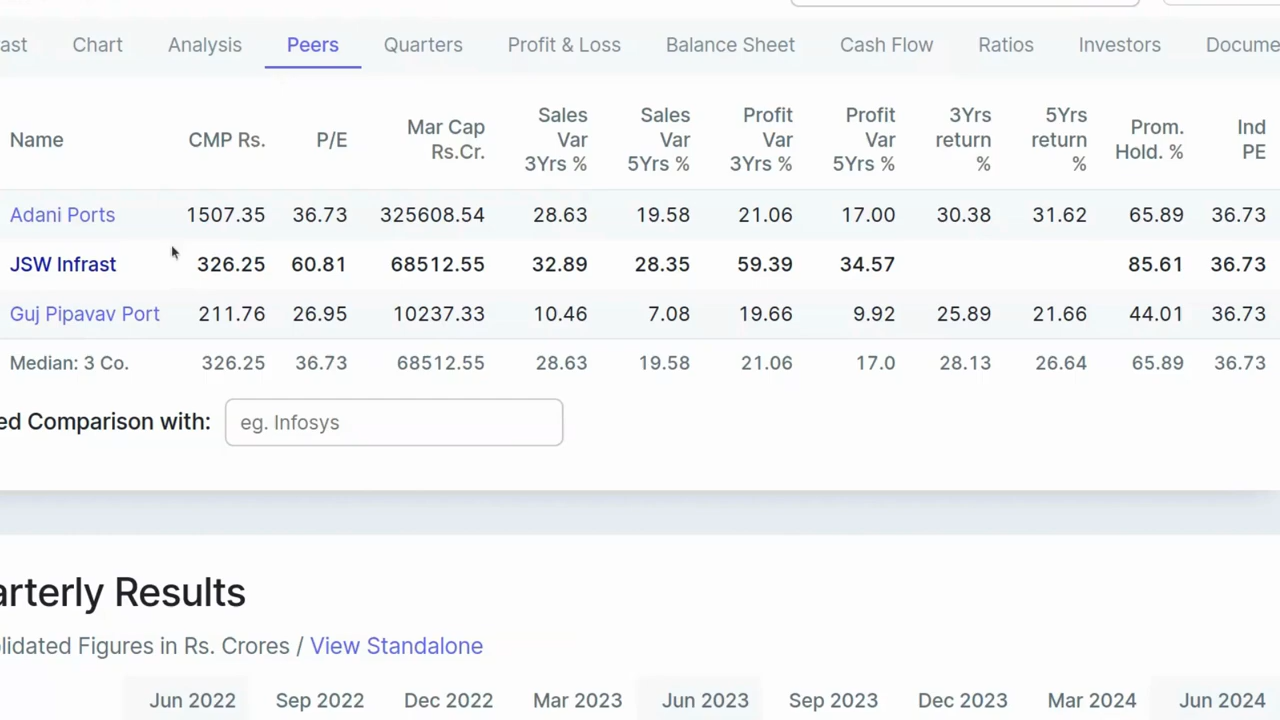 ast Chart Analysis Peers Quarters Profit & Loss Balance Sheet Cash Flow Ratios Investors Docume
Name CMP Rs. P/E Mar Cap Rs.Cr. Sales Var 3Yrs % Sales Var 5Yrs % Profit Var 3Yrs % Profit Var 5Yrs % 3Yrs return % 5Yrs return % Prom. Hold. % Ind PE
Adani Ports 1507.35 36.73 325608.54 28.63 19.58 21.06 17.00 30.38 31.62 65.89 36.73
JSW Infrast 326.25 60.81 68512.55 32.89 28.35 59.39 34.57 85.61 36.73
Guj Pipavav Port 211.76 26.95 10237.33 10.46 7.08 19.66 9.92 25.89 21.66 44.01 36.73
Median: 3 Co. 326.25 36.73 68512.55 28.63 19.58 21.06 17.0 28.13 26.64 65.89 36.73
ed Comparison with: eg. Infosys
arterly Results
lidated Figures in Rs. Crores / View Standalone
Jun 2022 Sep 2022 Dec 2022 Mar 2023 Jun 2023 Sep 2023 Dec 2023 Mar 2024 Jun 2024